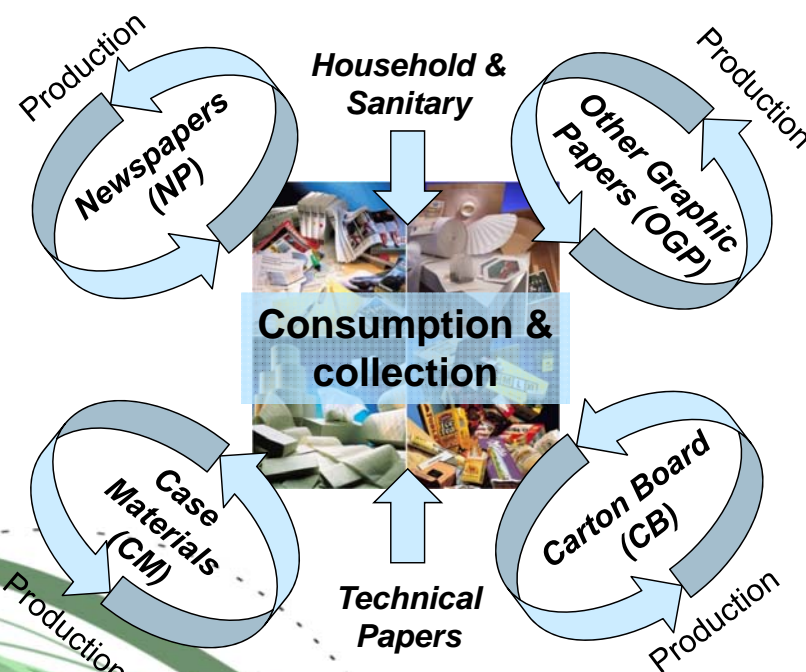 Production
Newspapers
(NP)
Household &
Sanitary
Other Graphic
Papers (OGP)
Production
Consumption &
collection
Case
Materials
(CM)
Production
Technical
Papers
Carton Board
(CB)
Production